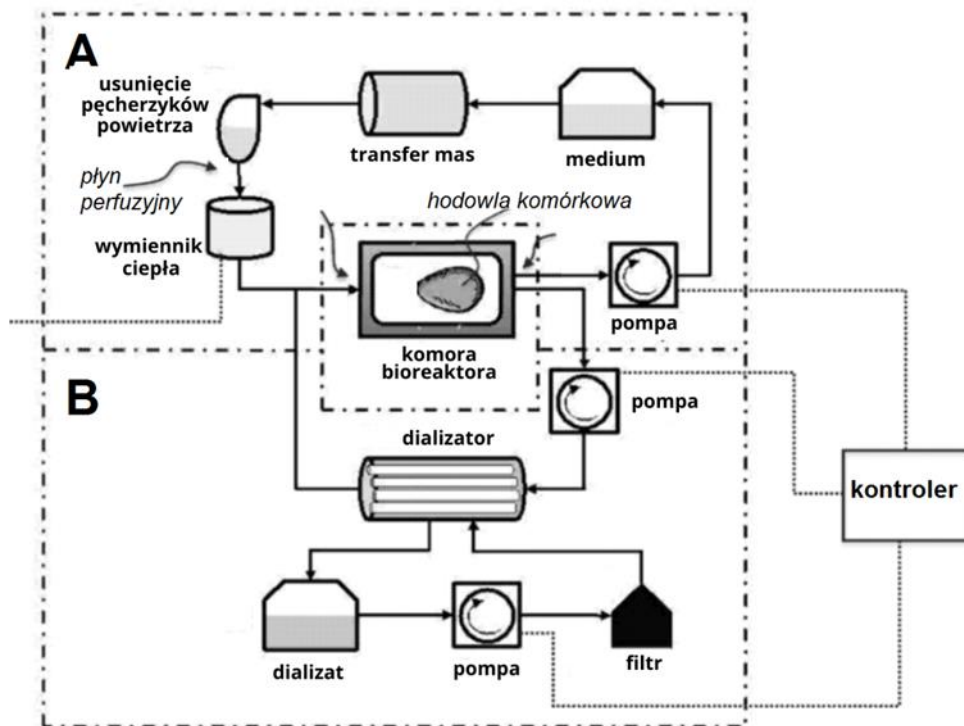 A
usunięcie
pęcherzyków
powietrza
transfer mas
medium
płyn
perfuzyjny
hodowla komórkowa
wymiennik
ciepła
pompa
komora
bioreaktora
B
pompa
dializator
kontroler
dializat
pompa
filtr